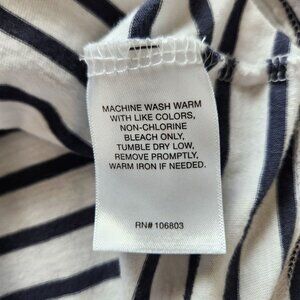 MACHINE WASH WARM
WITH LIKE COLORS,
NON-CHLORINE
BLEACH ONLY,
TUMBLE DRY LOW,
REMOVE PROMPTLY,
WARM IRON IF NEEDED.
RN# 106803